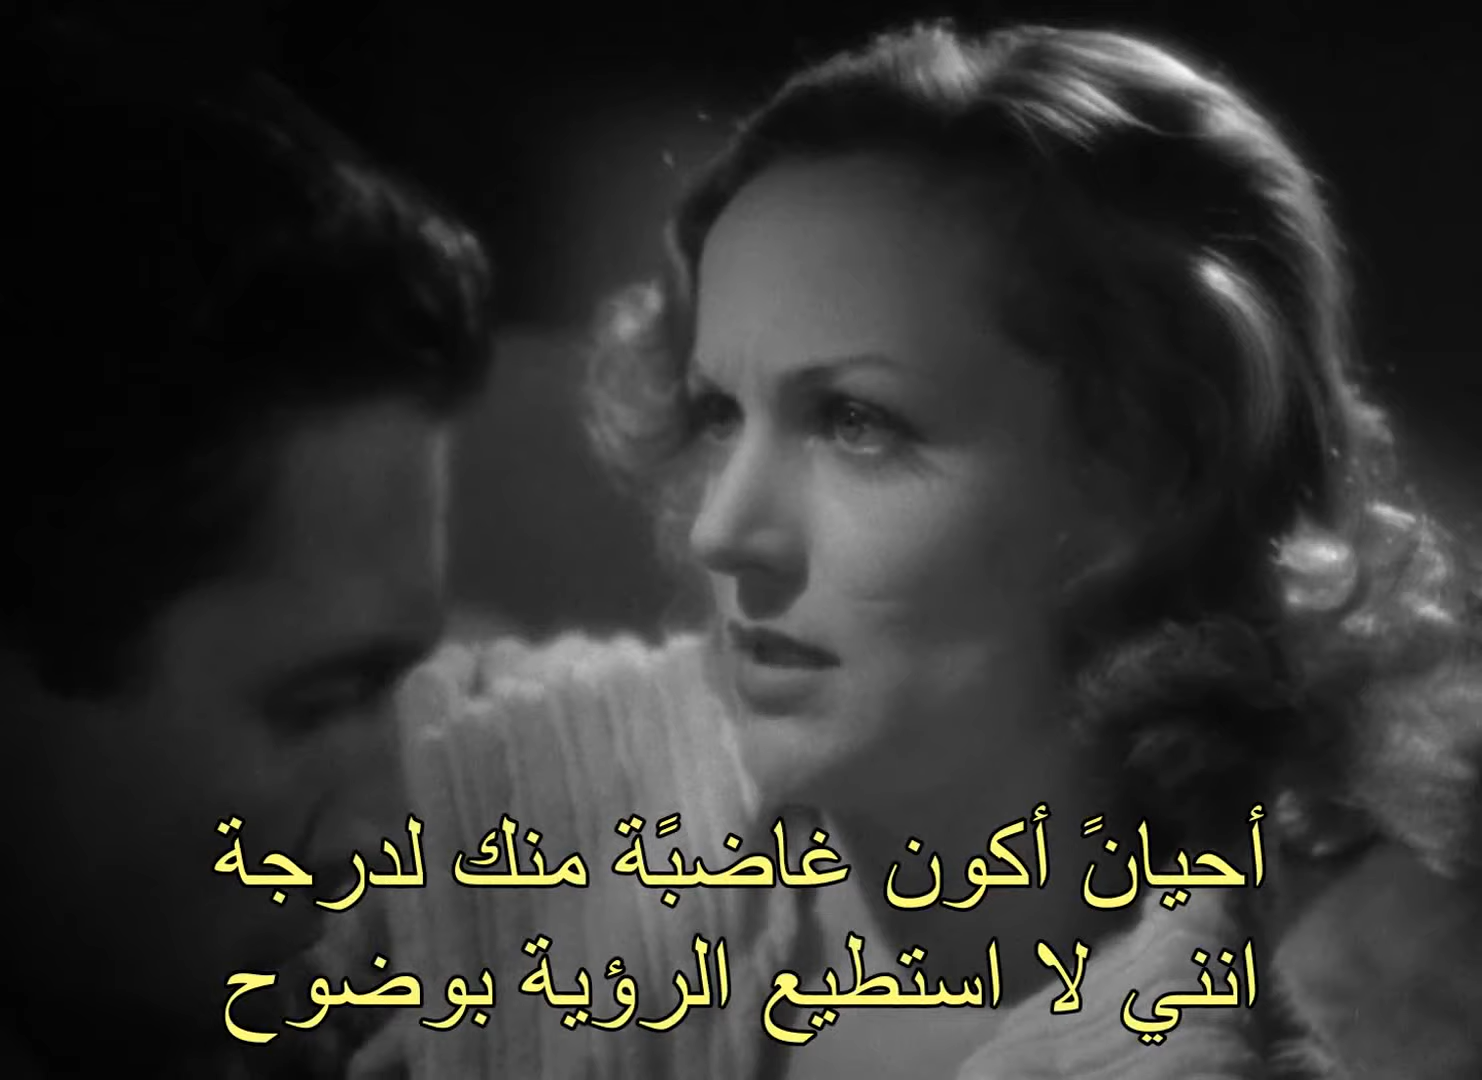 أحيانً أكون غاضبًة منك لدرجة
انني لا استطيع الرؤية بوضوح